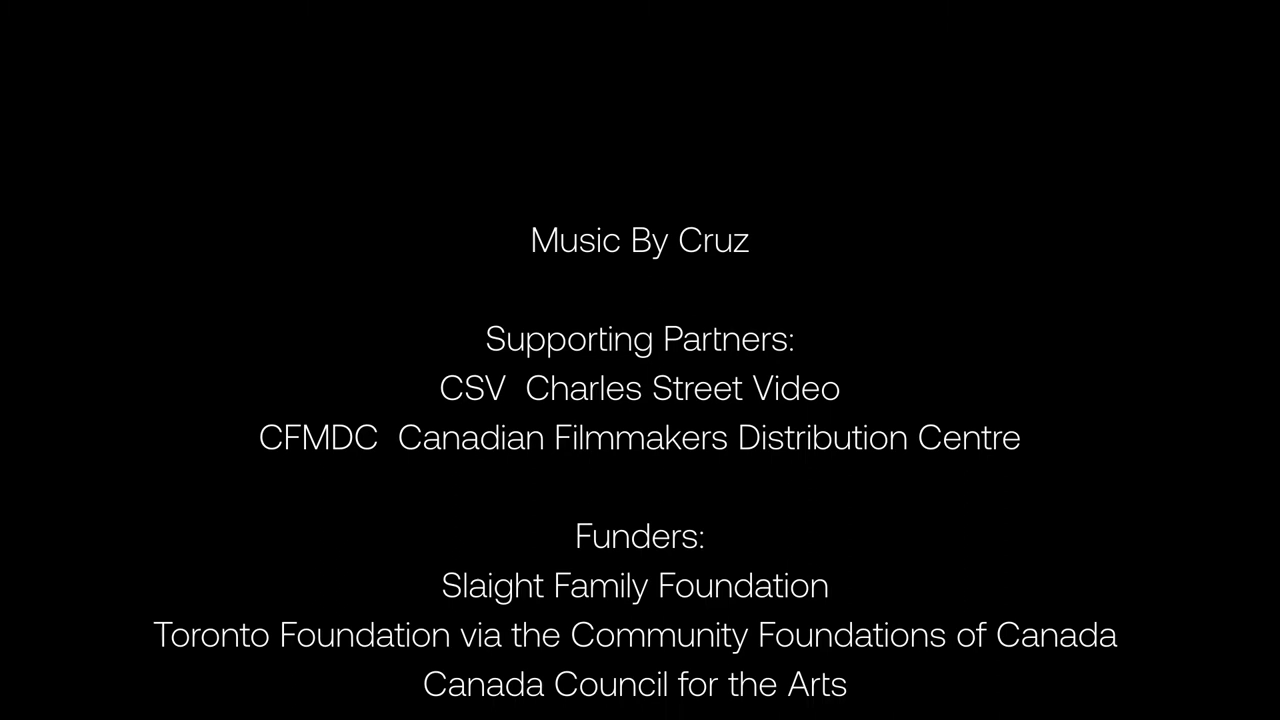 Music By Cruz
Supporting Partners:
CSV  Charles Street Video
CFMDC  Canadian Filmmakers Distribution Centre
Funders:
Slaight Family Foundation
Toronto Foundation via the Community Foundations of Canada
Canada Council for the Arts